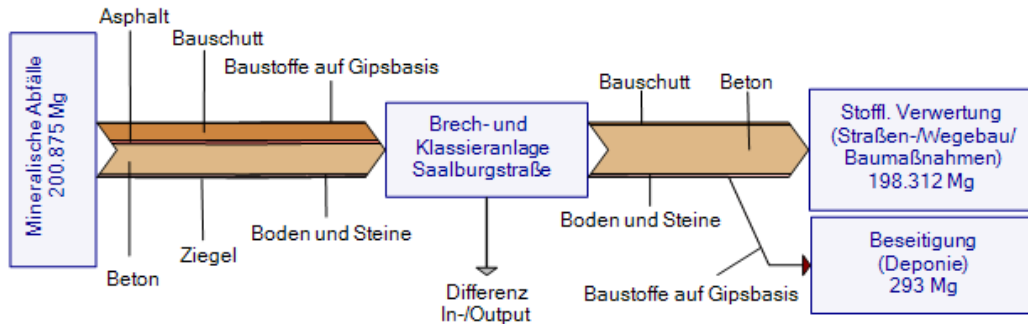 Mineralische Abfälle
200.875 Mg
Asphalt
Bauschutt
Baustoffe auf Gipsbasis
Beton
Ziegel
Boden und Steine
Brech- und
Klassieranlage
Saalburgstraße
Differenz
In-/Output
Bauschutt
Beton
Boden und Steine
Baustoffe auf Gipsbasis
Stoffl. Verwertung
(Straßen-/Wegebau/
Baumaßnahmen)
198.312 Mg
Beseitigung
(Deponie)
293 Mg